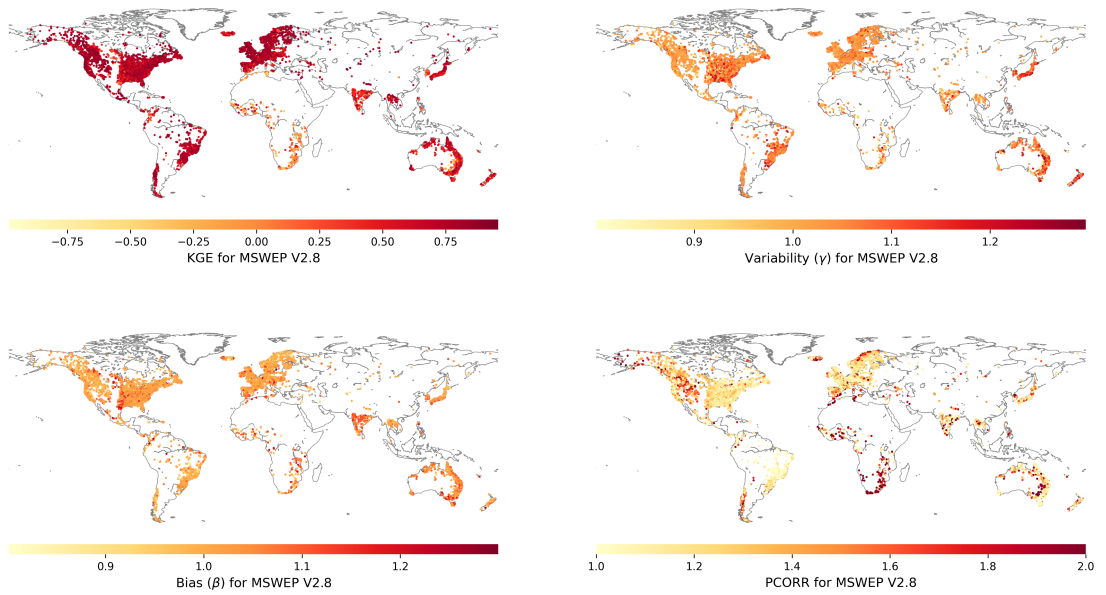 −0.75 −0.50 −0.25 0.00 0.25 0.50 0.75
KGE for MSWEP V2.8
0.9 1.0 1.1 1.2
Variability (γ) for MSWEP V2.8
0.9 1.0 1.1 1.2
Bias (β) for MSWEP V2.8
1.0 1.2 1.4 1.6 1.8 2.0
PCORR for MSWEP V2.8